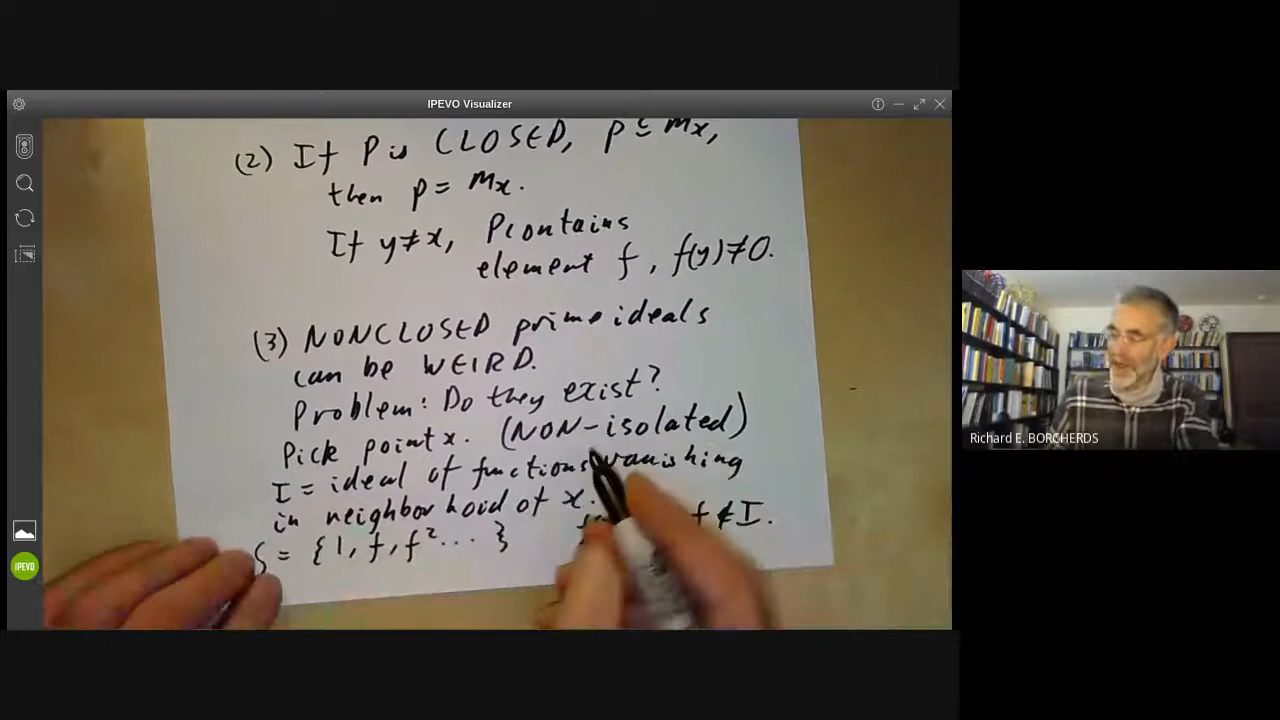 IPEVO Visualizer
(2) If P is CLOSED, p ⊆ mx,
then p = mx.
If y≠x, P contains
element f, f(y)≠0.
(3) NONCLOSED prime ideals
can be WEIRD.
Problem: Do they exist?
Pick point x. (NON-isolated)
I = ideal of functions vanishing
in neighborhood of x.
f ∉ I.
S = {1, f, f²... }
IPEVO
Richard E. BORCHERDS